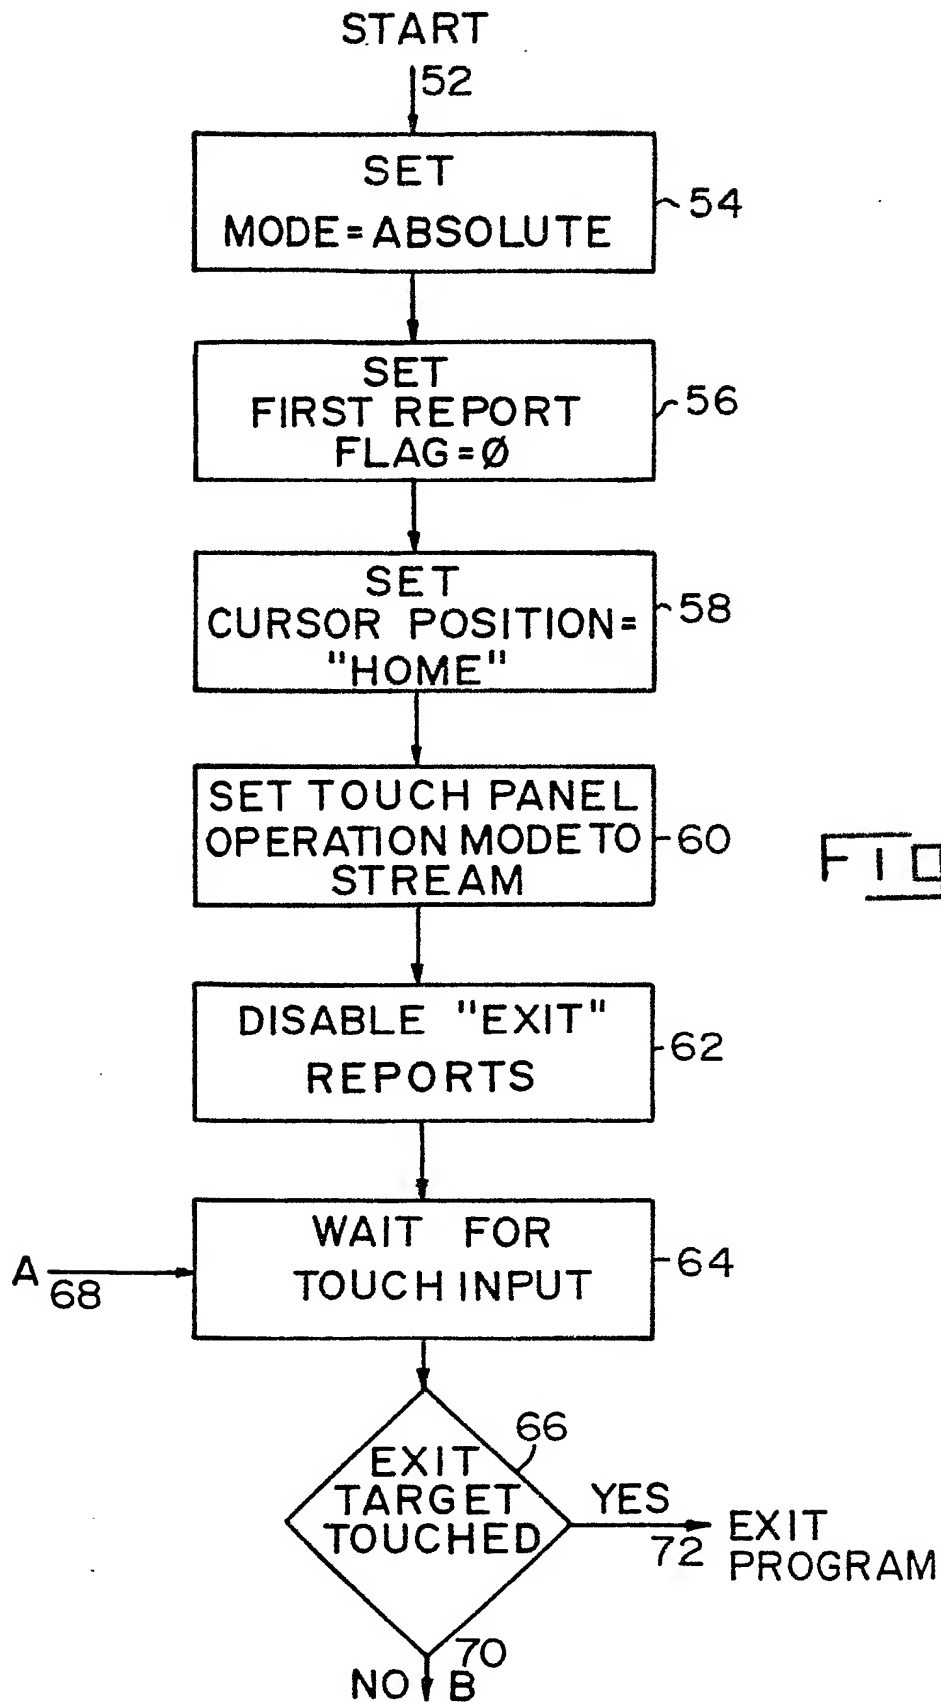 START
52
SET
MODE=ABSOLUTE
54
SET
FIRST REPORT
FLAG=Ø
56
SET
CURSOR POSITION=
"HOME"
58
SET TOUCH PANEL
OPERATION MODE TO
STREAM
60
DISABLE "EXIT"
REPORTS
62
WAIT FOR
TOUCH INPUT
64
A
68
66
EXIT
TARGET
TOUCHED
YES
72
EXIT
PROGRAM
70
NO B